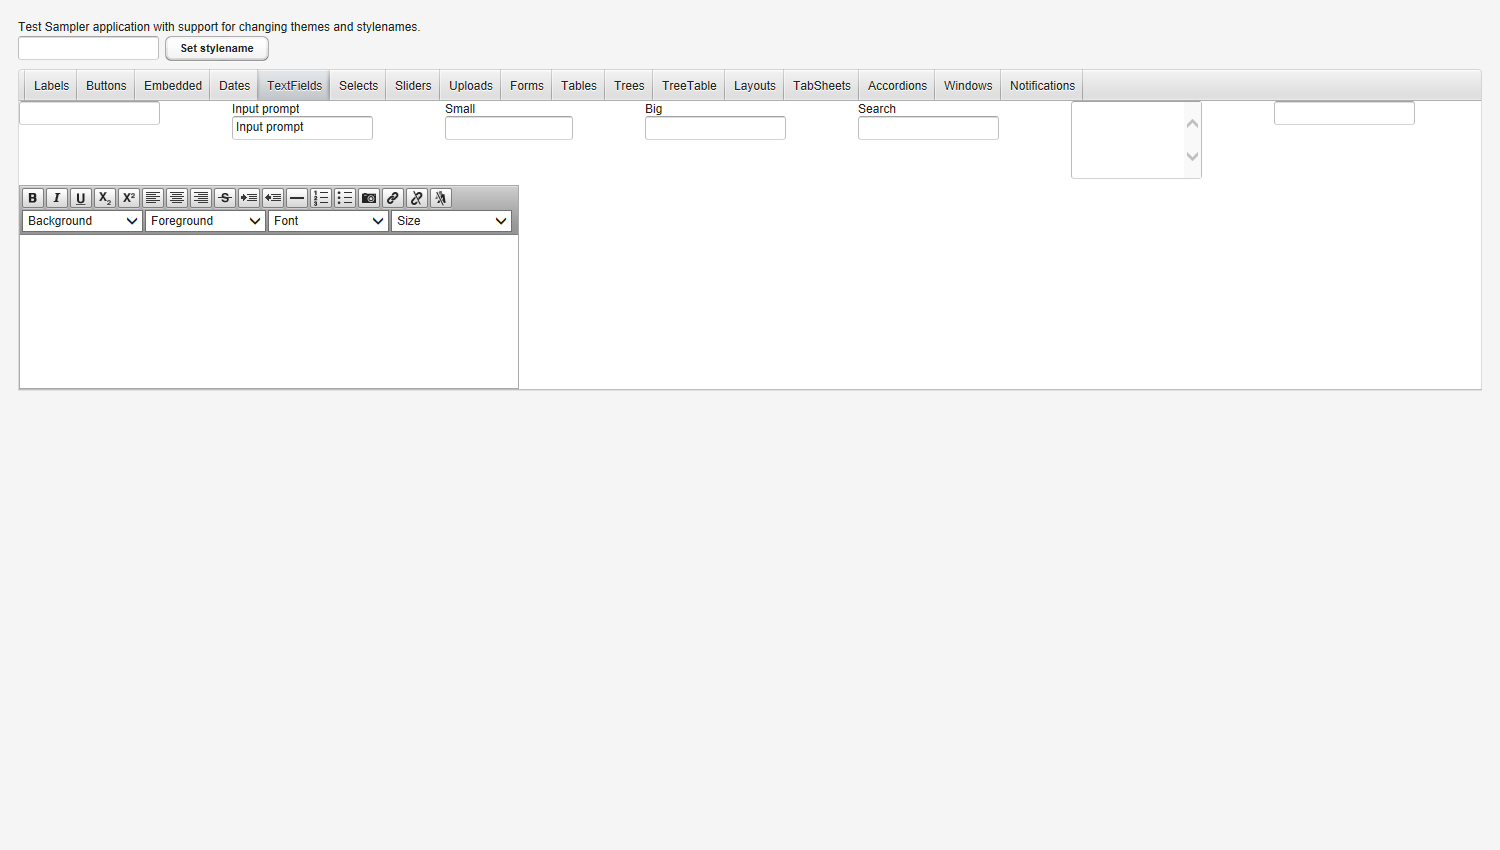 Test Sampler application with support for changing themes and stylenames.
Set stylename
Labels Buttons Embedded Dates TextFields Selects Sliders Uploads Forms Tables Trees TreeTable Layouts TabSheets Accordions Windows Notifications
Input prompt Small Big Search
Input prompt
B I U X2 X² S
Background Foreground Font Size